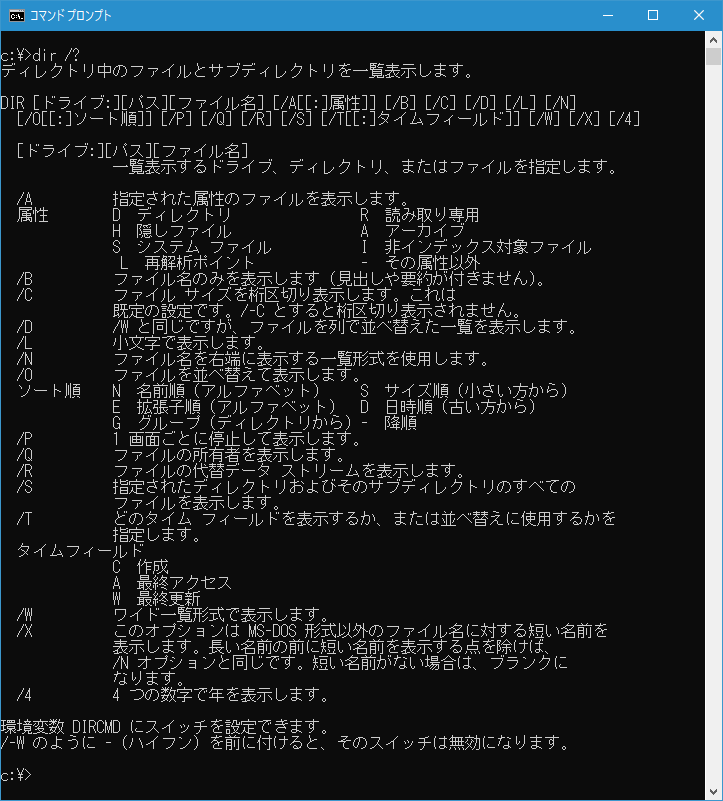 コマンドプロンプト
c:¥>dir /?
ディレクトリ中のファイルとサブディレクトリを一覧表示します。
DIR [ドライブ:][パス][ファイル名] [/A[[:]属性]] [/B] [/C] [/D] [/L] [/N]
[/O[[:]ソート順]] [/P] [/Q] [/R] [/S] [/T[[:]タイムフィールド]] [/W] [/X] [/4]
[ドライブ:][パス][ファイル名]
一覧表示するドライブ、ディレクトリ、またはファイルを指定します。
/A 指定された属性のファイルを表示します。
属性 D ディレクトリ R 読み取り専用
H 隠しファイル A アーカイブ
S システム ファイル I 非インデックス対象ファイル
L 再解析ポイント - その属性以外
/B ファイル名のみを表示します (見出しや要約が付きません)。
/C ファイル サイズを桁区切り表示します。これは
既定の設定です。/-C とすると桁区切り表示されません。
/D /W と同じですが、ファイルを列で並べ替えた一覧を表示します。
/L 小文字で表示します。
/N ファイル名を右端に表示する一覧形式を使用します。
/O ファイルを並べ替えて表示します。
ソート順 N 名前順 (アルファベット) S サイズ順 (小さい方から)
E 拡張子順 (アルファベット) D 日時順 (古い方から)
G グループ (ディレクトリから) - 降順
/P 1 画面ごとに停止して表示します。
/Q ファイルの所有者を表示します。
/R ファイルの代替データ ストリームを表示します。
/S 指定されたディレクトリおよびそのサブディレクトリのすべての
ファイルを表示します。
/T どのタイム フィールドを表示するか、または並べ替えに使用するかを
指定します。
タイムフィールド
C 作成
A 最終アクセス
W 最終更新
/W ワイド一覧形式で表示します。
/X このオプションは MS-DOS 形式以外のファイル名に対する短い名前を
表示します。長い名前の前に短い名前を表示する点を除けば、
/N オプションと同じです。短い名前がない場合は、ブランクに
なります。
/4 4 つの数字で年を表示します。
環境変数 DIRCMD にスイッチを設定できます。
/-W のように - (ハイフン) を前に付けると、そのスイッチは無効になります。
c:¥>